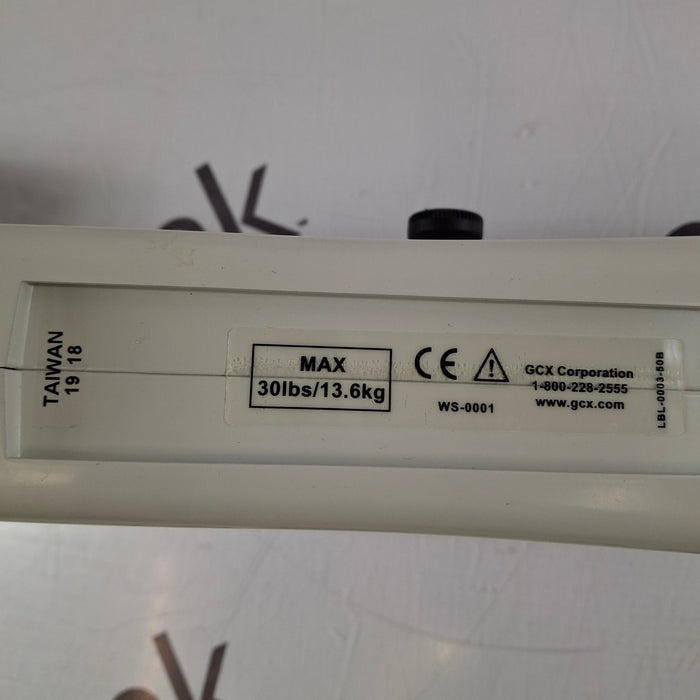 TAIWAN
19 18
MAX
30lbs/13.6kg
CE
WS-0001
GCX Corporation
1-800-228-2555
www.gcx.com
LBL-0003-50B